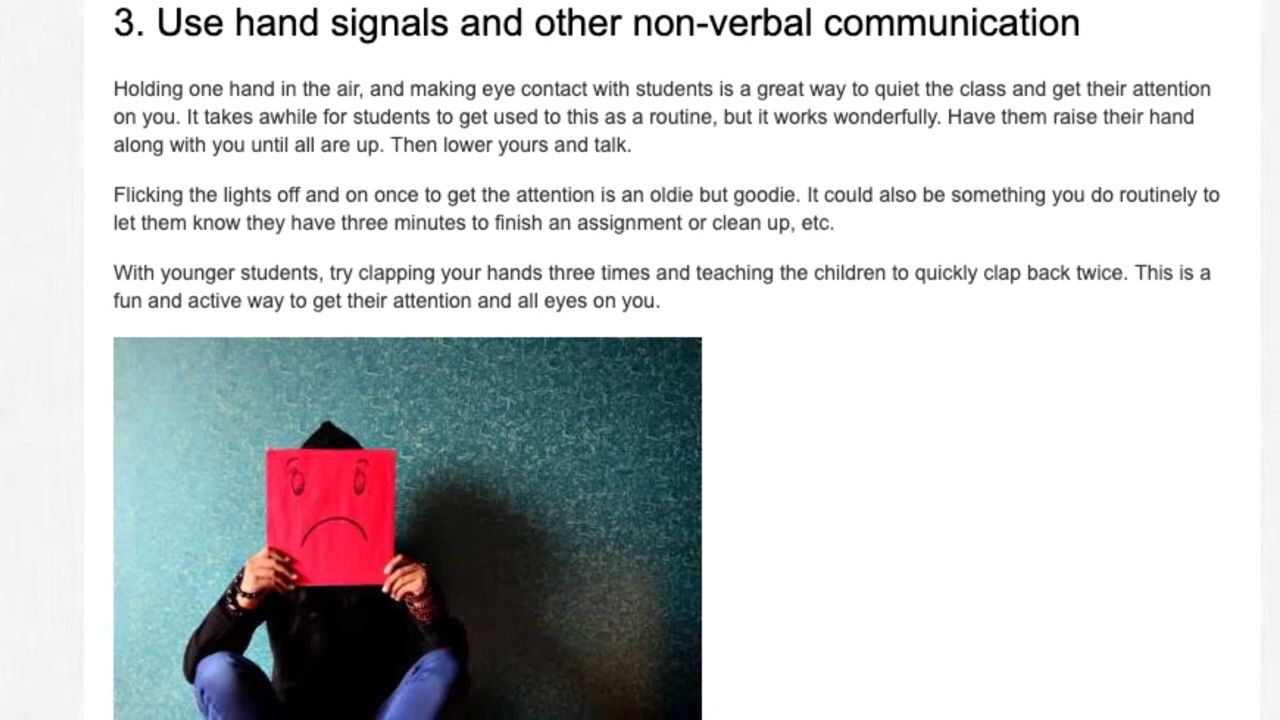 3. Use hand signals and other non-verbal communication
Holding one hand in the air, and making eye contact with students is a great way to quiet the class and get their attention
on you. It takes awhile for students to get used to this as a routine, but it works wonderfully. Have them raise their hand
along with you until all are up. Then lower yours and talk.
Flicking the lights off and on once to get the attention is an oldie but goodie. It could also be something you do routinely to
let them know they have three minutes to finish an assignment or clean up, etc.
With younger students, try clapping your hands three times and teaching the children to quickly clap back twice. This is a
fun and active way to get their attention and all eyes on you.